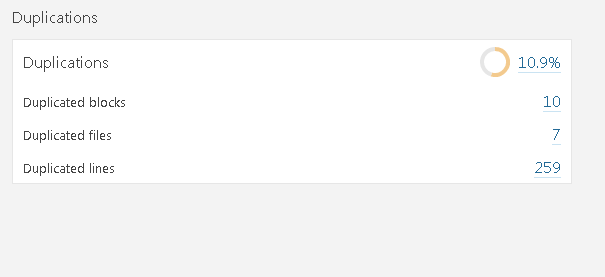 Duplications
Duplications 10.9%
Duplicated blocks 10
Duplicated files 7
Duplicated lines 259